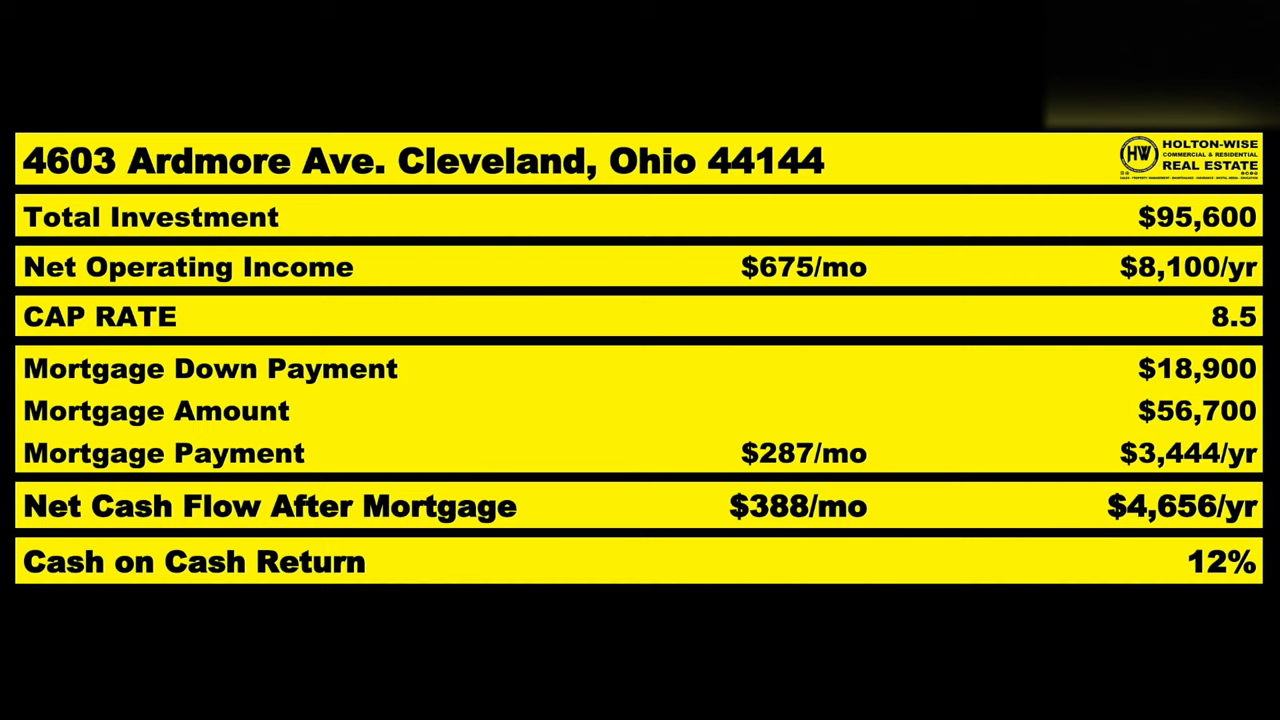 4603 Ardmore Ave. Cleveland, Ohio 44144
HW
HOLTON-WISE
COMMERCIAL & RESIDENTIAL
REAL ESTATE
Total Investment $95,600
Net Operating Income $675/mo $8,100/yr
CAP RATE 8.5
Mortgage Down Payment $18,900
Mortgage Amount $56,700
Mortgage Payment $287/mo $3,444/yr
Net Cash Flow After Mortgage $388/mo $4,656/yr
Cash on Cash Return 12%